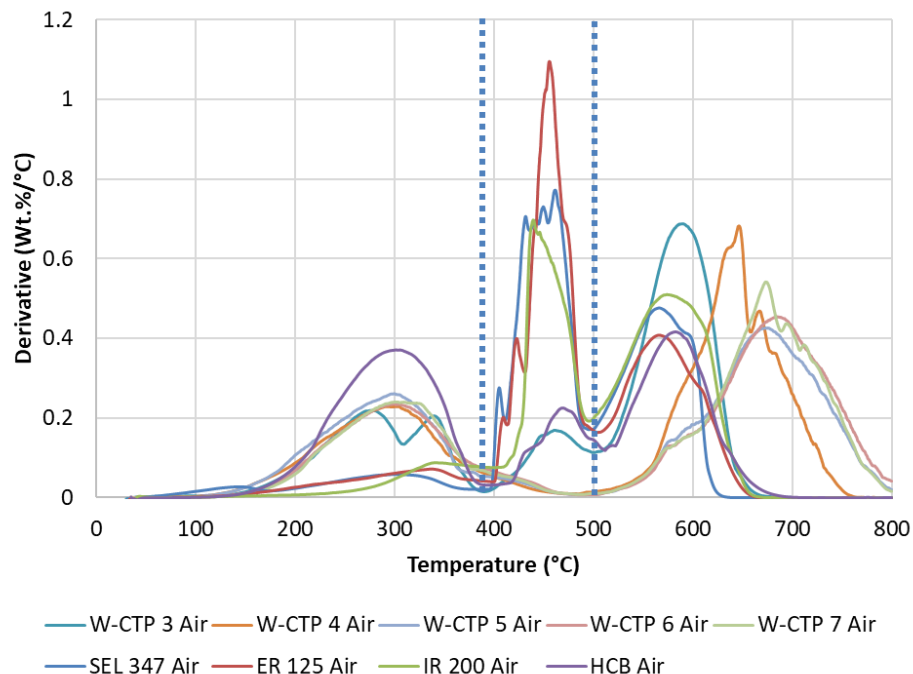 1.2
1
0.8
0.6
0.4
0.2
0
Derivative (Wt.%/°C)
0 100 200 300 400 500 600 700 800
Temperature (°C)
W-CTP 3 Air W-CTP 4 Air W-CTP 5 Air W-CTP 6 Air W-CTP 7 Air
SEL 347 Air ER 125 Air IR 200 Air HCB Air